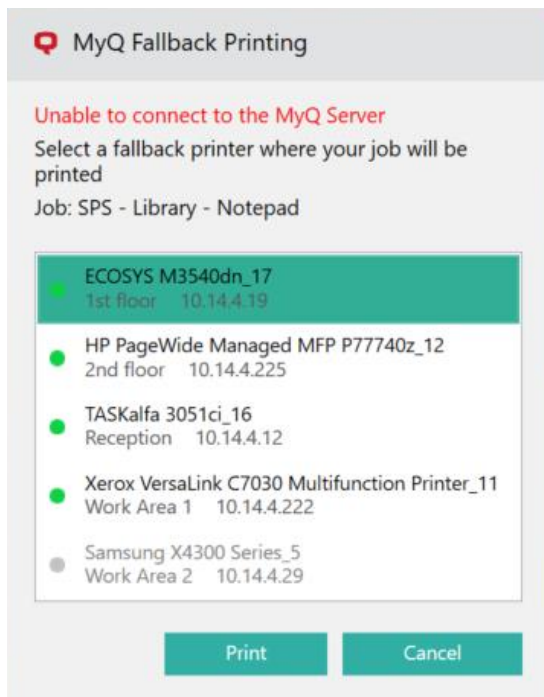 MyQ Fallback Printing
Unable to connect to the MyQ Server
Select a fallback printer where your job will be
printed
Job: SPS - Library - Notepad
ECOSYS M3540dn_17
1st floor 10.14.4.19
HP PageWide Managed MFP P77740z_12
2nd floor 10.14.4.225
TASKalfa 3051ci_16
Reception 10.14.4.12
Xerox VersaLink C7030 Multifunction Printer_11
Work Area 1 10.14.4.222
Samsung X4300 Series_5
Work Area 2 10.14.4.29
Print Cancel